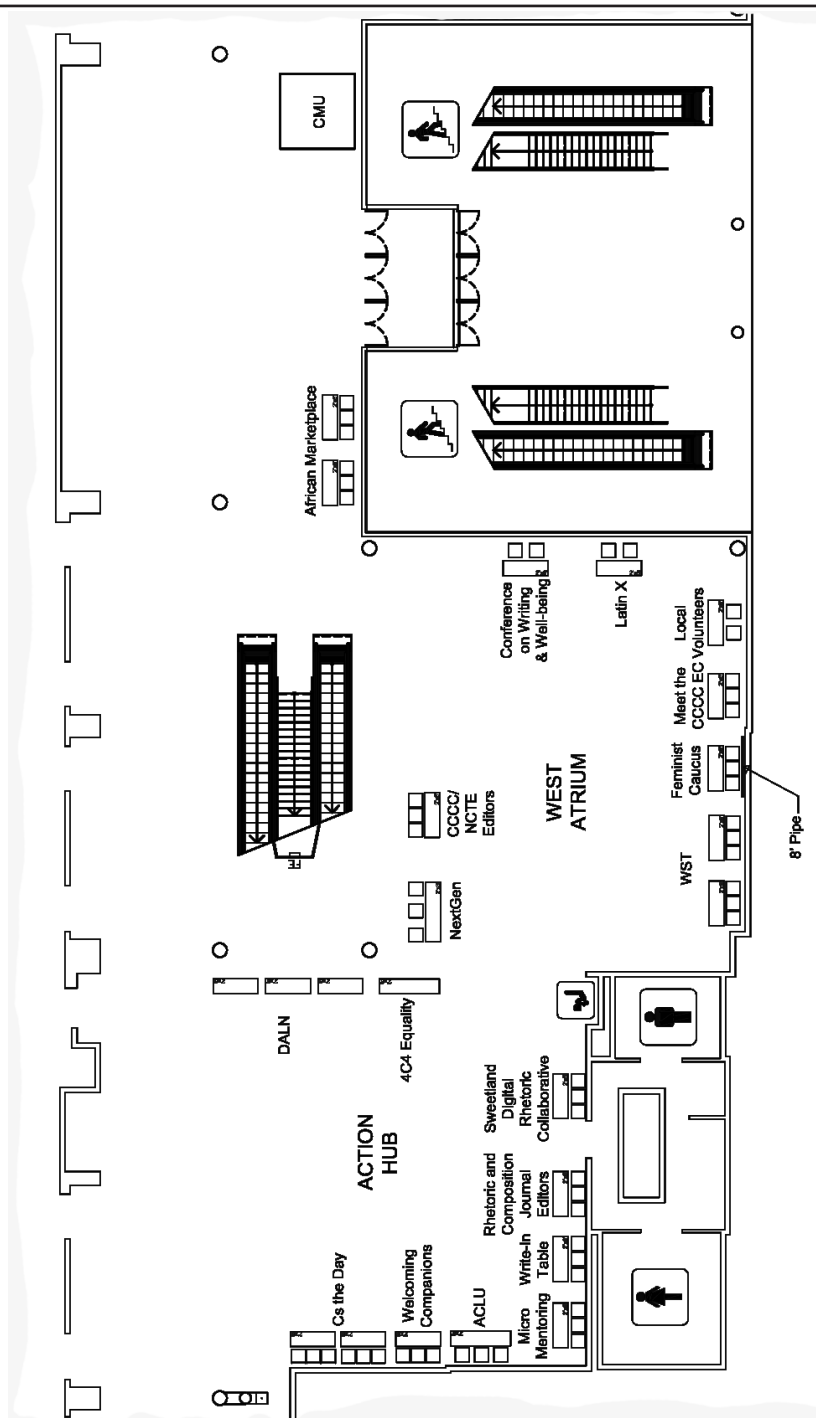 CMU
African Marketplace
Conference
on Writing
& Well-being
Latin X
Local
Volunteers
Meet the
CCCC EC
Feminist
Caucus
8' Pipe
WST
WEST
ATRIUM
CCCC/
NCTE
Editors
NextGen
DALN
4C4 Equality
ACTION
HUB
Sweetland
Digital
Rhetoric
Collaborative
Rhetoric and
Composition
Journal
Editors
Write-In
Table
Micro
Mentoring
Cs the Day
Welcoming
Companions
ACLU